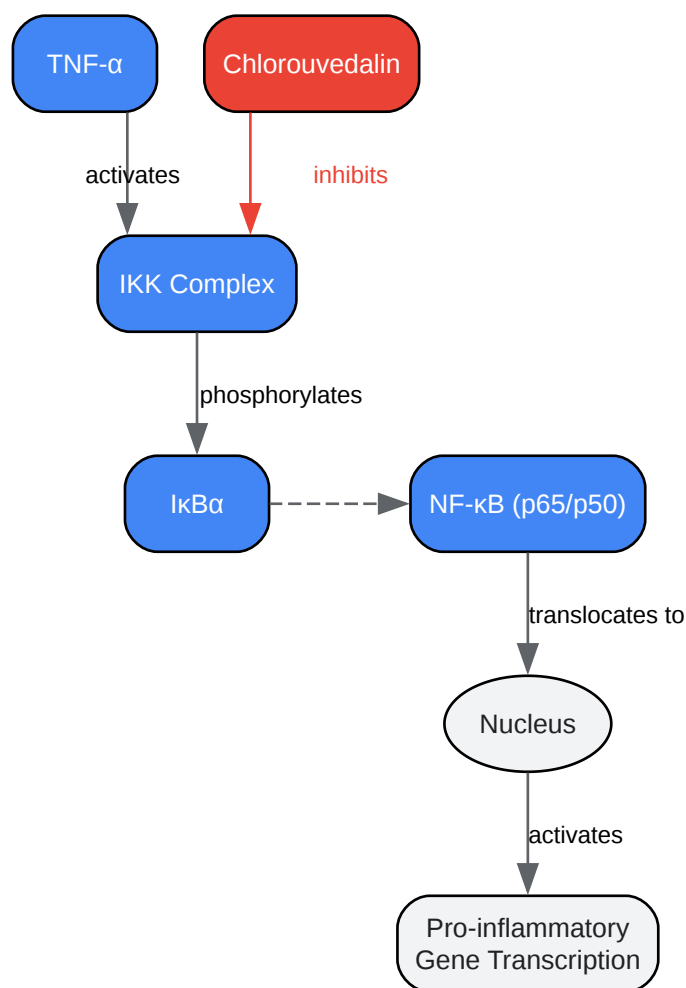 TNF-α
Chlorouvedalin
activates
inhibits
IKK Complex
phosphorylates
IκBα
NF-κB (p65/p50)
translocates to
Nucleus
activates
Pro-inflammatory
Gene Transcription